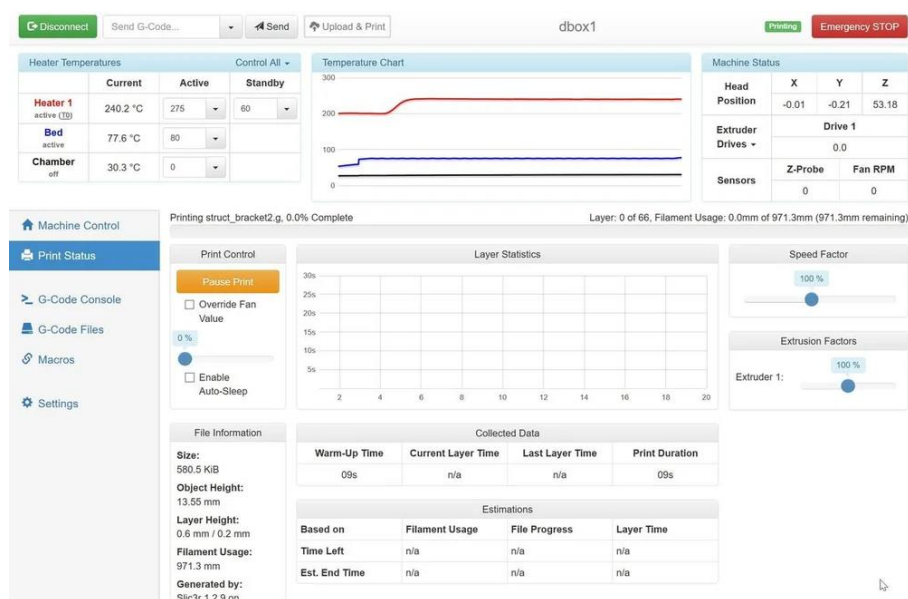 Disconnect Send G-Code... Send Upload & Print dbox1 Printing Emergency STOP
Heater Temperatures Control All
Current Active Standby
Heater 1 240.2 °C 275 60
active (T0)
Bed 77.6 °C 80
active
Chamber 30.3 °C 0
off
Temperature Chart
300
200
100
0
Machine Status
Head Position X Y Z
-0.01 -0.21 53.18
Extruder Drives Drive 1
0.0
Sensors Z-Probe Fan RPM
0 0
Machine Control
Print Status
G-Code Console
G-Code Files
Macros
Settings
Printing struct_bracket2.g, 0.0% Complete Layer: 0 of 66, Filament Usage: 0.0mm of 971.3mm (971.3mm remaining)
Print Control
Pause Print
Override Fan
Value
0 %
Enable
Auto-Sleep
Layer Statistics
30s
25s
20s
15s
10s
5s
2 4 6 8 10 12 14 16 18 20
Speed Factor
100 %
Extrusion Factors
100 %
Extruder 1:
File Information
Size:
580.5 KiB
Object Height:
13.55 mm
Layer Height:
0.6 mm / 0.2 mm
Filament Usage:
971.3 mm
Generated by:
Slic3r 1.2.9 on
Collected Data
Warm-Up Time Current Layer Time Last Layer Time Print Duration
09s n/a n/a 09s
Estimations
Based on Filament Usage File Progress Layer Time
Time Left n/a n/a n/a
Est. End Time n/a n/a n/a